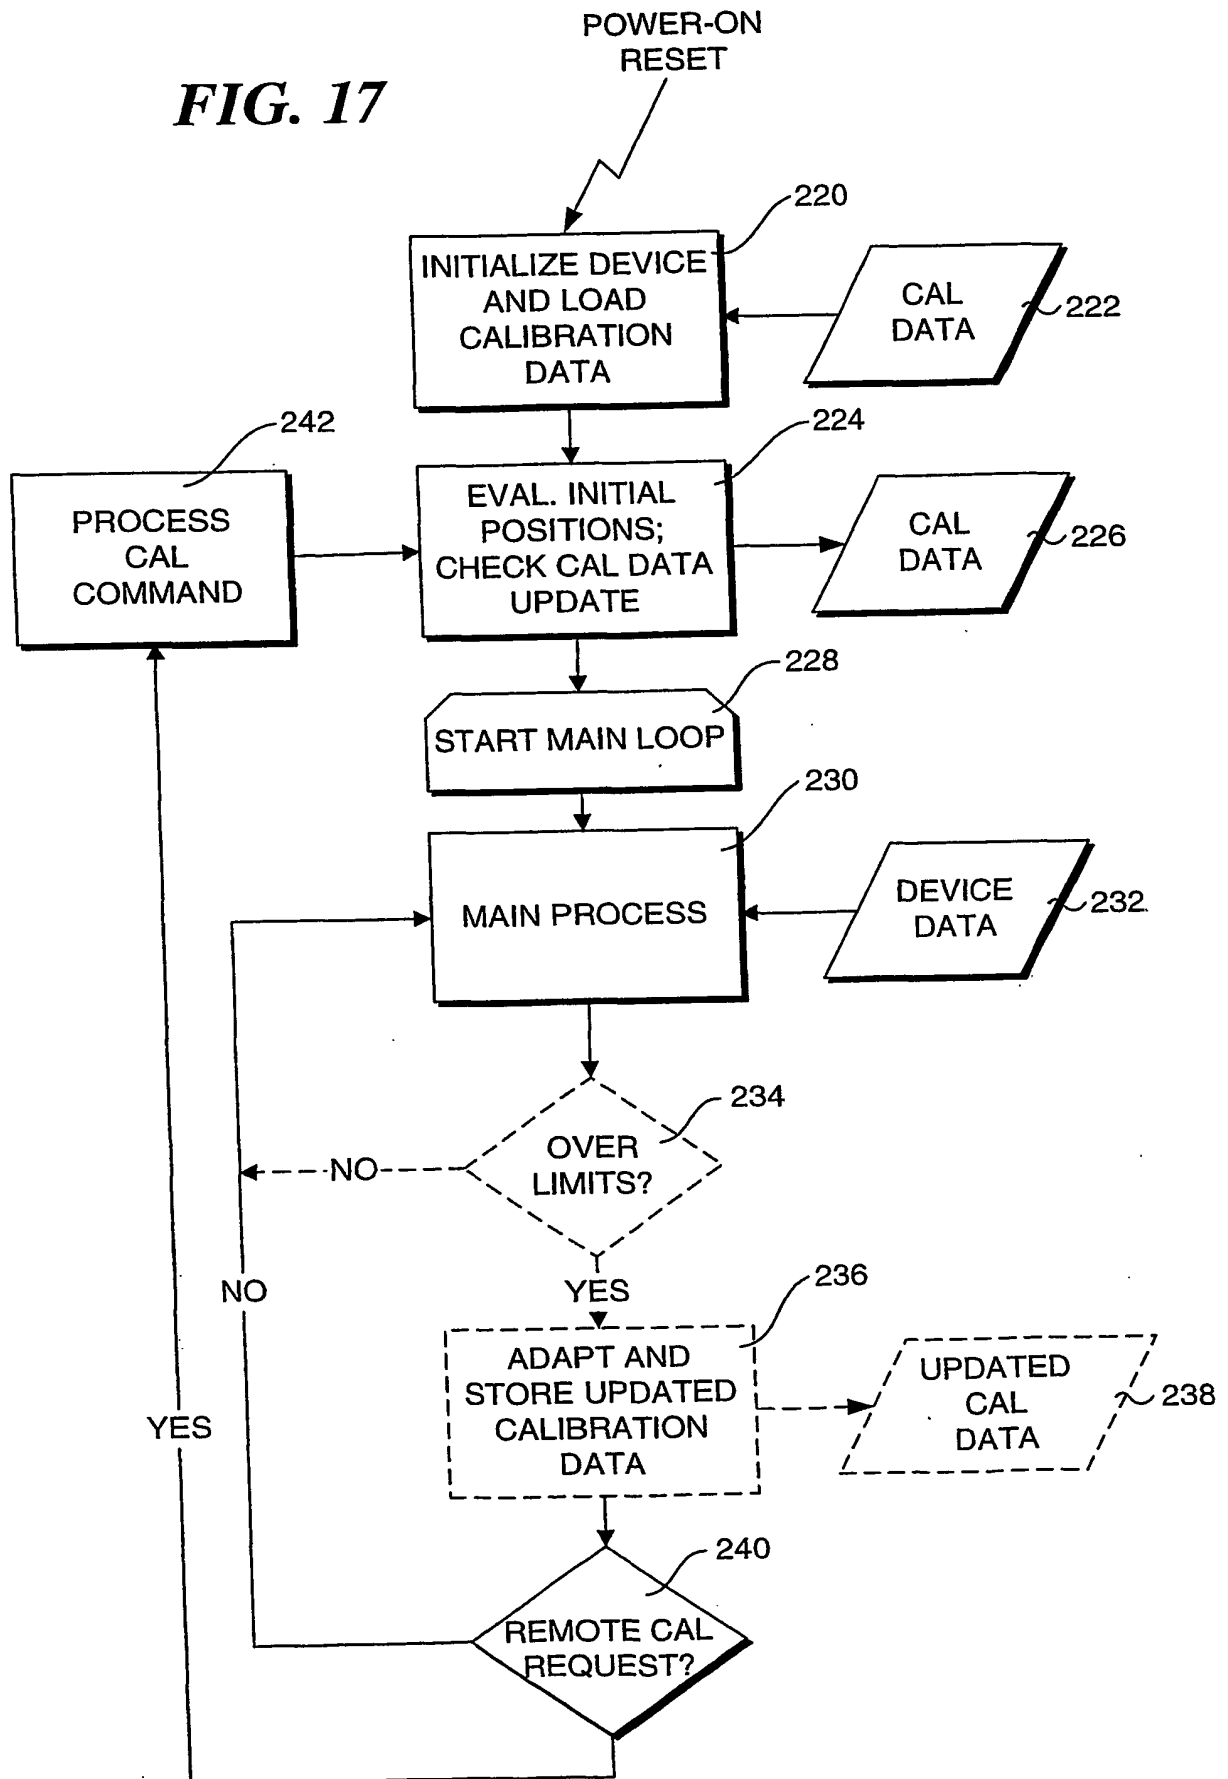 POWER-ON
RESET
FIG. 17
220
INITIALIZE DEVICE
AND LOAD
CALIBRATION
DATA
CAL
DATA
222
242
224
PROCESS
CAL
COMMAND
EVAL. INITIAL
POSITIONS;
CHECK CAL DATA
UPDATE
CAL
DATA
226
228
START MAIN LOOP
230
MAIN PROCESS
DEVICE
DATA
232
234
OVER
LIMITS?
NO
NO
YES
236
ADAPT AND
STORE UPDATED
CALIBRATION
DATA
UPDATED
CAL
DATA
238
YES
240
REMOTE CAL
REQUEST?